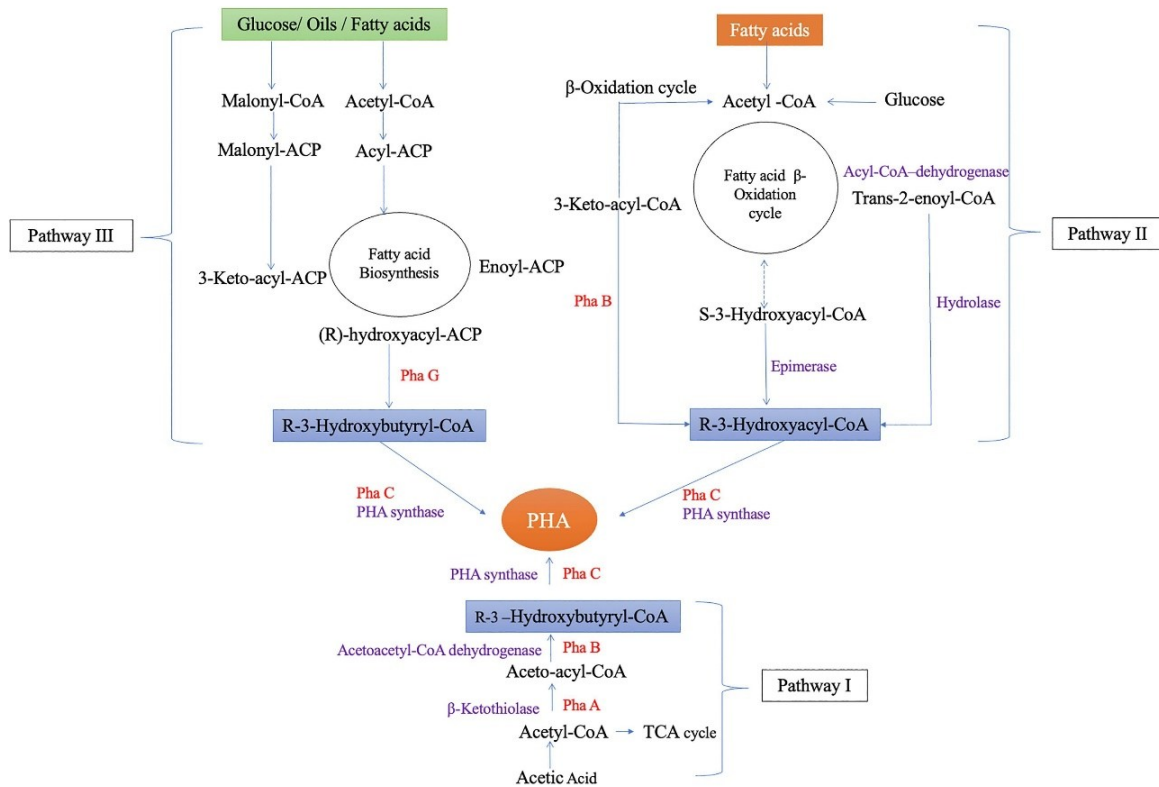 Glucose/ Oils / Fatty acids
Malonyl-CoA
Acetyl-CoA
Malonyl-ACP
Acyl-ACP
Pathway III
3-Keto-acyl-ACP
Fatty acid
Biosynthesis
Enoyl-ACP
(R)-hydroxyacyl-ACP
Pha G
R-3-Hydroxybutyryl-CoA
Pha C
PHA synthase
Fatty acids
β-Oxidation cycle
Acetyl -CoA
Glucose
Fatty acid β-
Oxidation
cycle
Acyl-CoA–dehydrogenase
Trans-2-enoyl-CoA
3-Keto-acyl-CoA
Pathway II
Pha B
S-3-Hydroxyacyl-CoA
Hydrolase
Epimerase
R-3-Hydroxyacyl-CoA
Pha C
PHA synthase
PHA
PHA synthase
Pha C
R-3 –Hydroxybutyryl-CoA
Acetoacetyl-CoA dehydrogenase
Pha B
Aceto-acyl-CoA
Pathway I
β-Ketothiolase
Pha A
Acetyl-CoA
TCA cycle
Acetic Acid